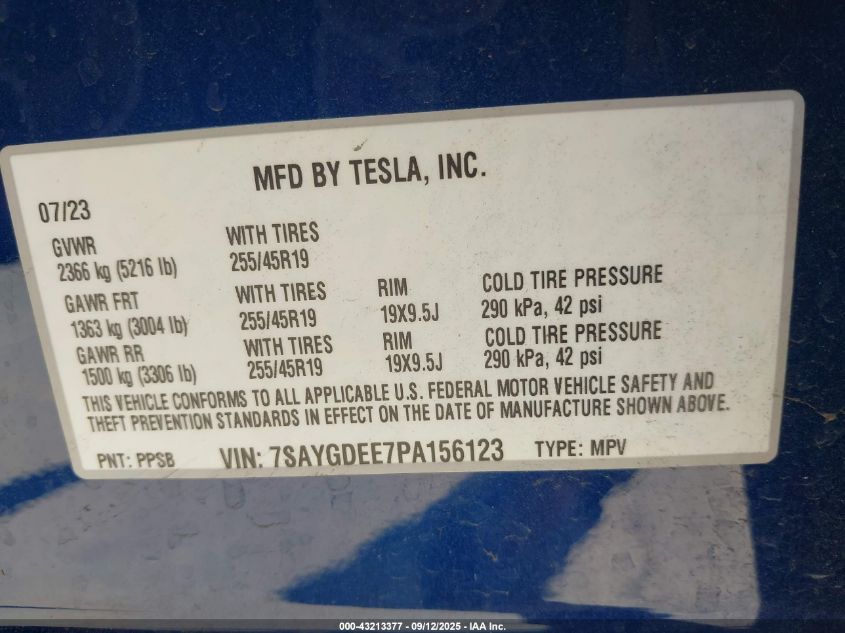 MFD BY TESLA, INC.
07/23
GVWR WITH TIRES
2366 kg (5216 lb) 255/45R19
GAWR FRT WITH TIRES RIM COLD TIRE PRESSURE
1363 kg (3004 lb) 255/45R19 19X9.5J 290 kPa, 42 psi
GAWR RR WITH TIRES RIM COLD TIRE PRESSURE
1500 kg (3306 lb) 255/45R19 19X9.5J 290 kPa, 42 psi
THIS VEHICLE CONFORMS TO ALL APPLICABLE U.S. FEDERAL MOTOR VEHICLE SAFETY AND
THEFT PREVENTION STANDARDS IN EFFECT ON THE DATE OF MANUFACTURE SHOWN ABOVE.
PNT: PPSB VIN: 7SAYGDEE7PA156123 TYPE: MPV
000-43213377 - 09/12/2025 - IAA Inc.